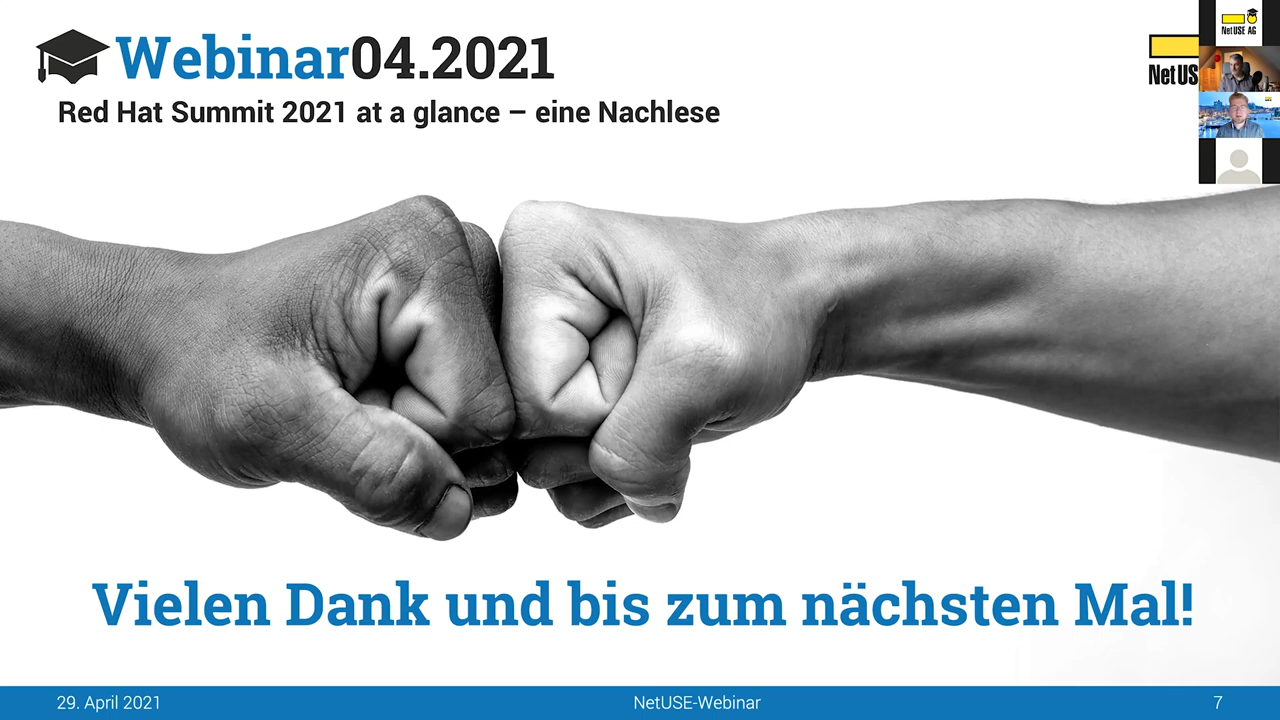 Webinar04.2021
Red Hat Summit 2021 at a glance – eine Nachlese
NetUS
NetUSE AG
Vielen Dank und bis zum nächsten Mal!
29. April 2021
NetUSE-Webinar
7